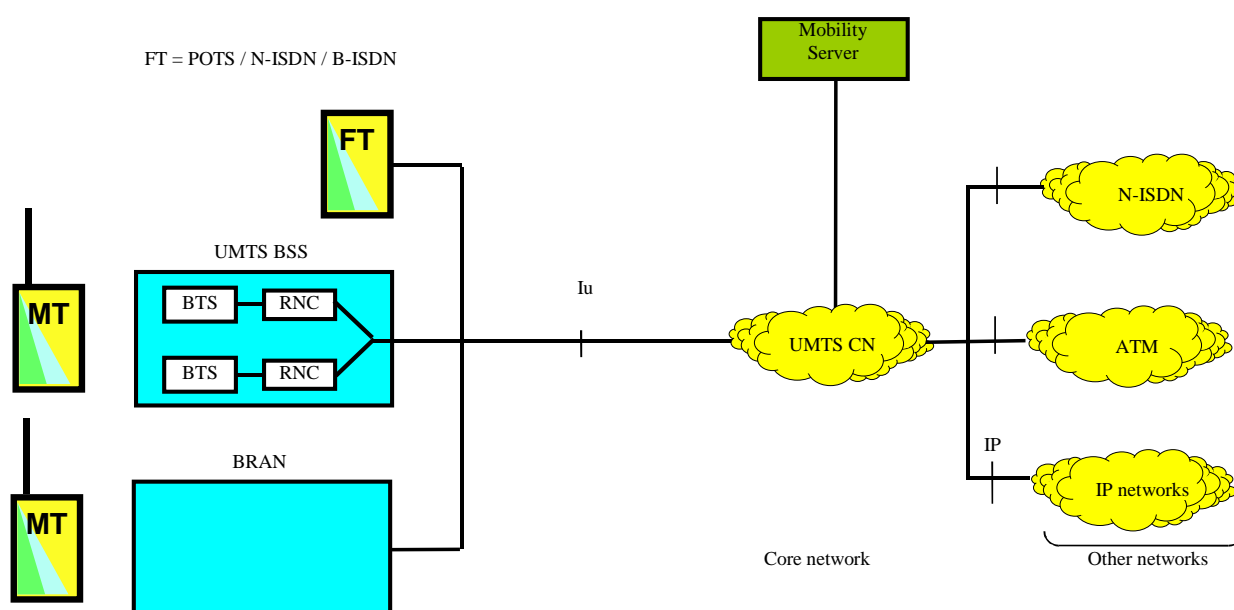 Mobility
Server
FT = POTS / N-ISDN / B-ISDN
FT
N-ISDN
UMTS BSS
Iu
MT
BTS
RNC
UMTS CN
ATM
BTS
RNC
IP
BRAN
IP networks
MT
Core network
Other networks